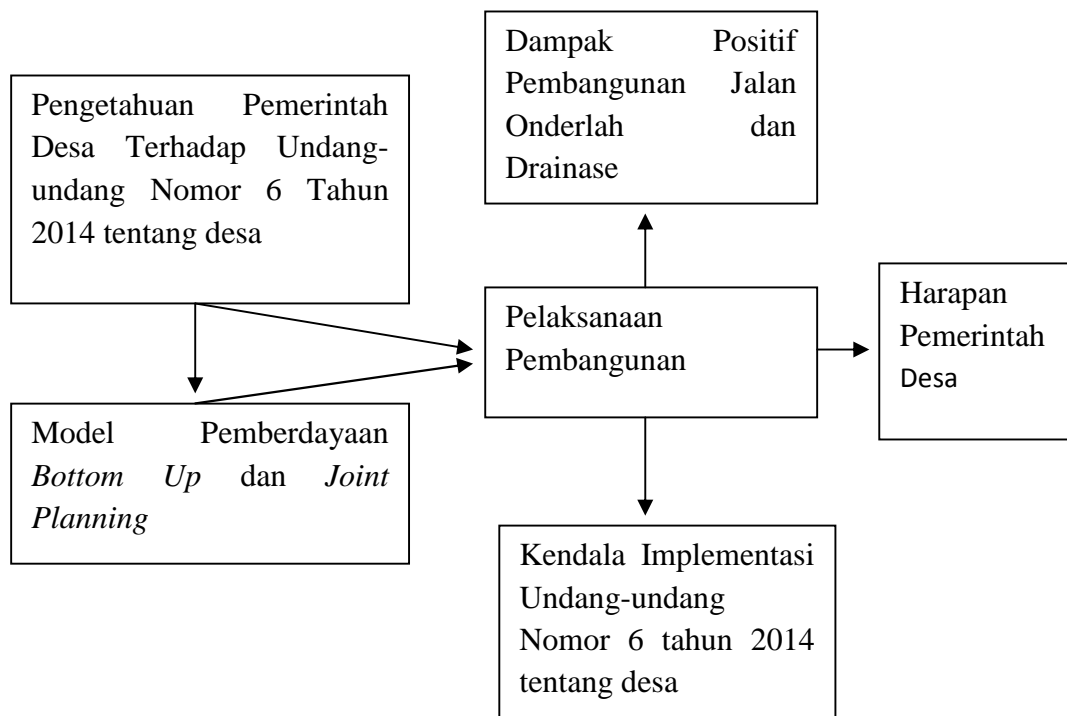 Pengetahuan Pemerintah
Desa Terhadap Undang-
undang Nomor 6 Tahun
2014 tentang desa
Model Pemberdayaan
Bottom Up dan Joint
Planning
Dampak Positif
Pembangunan Jalan
Onderlah dan
Drainase
Pelaksanaan
Pembangunan
Kendala Implementasi
Undang-undang
Nomor 6 tahun 2014
tentang desa
Harapan
Pemerintah
Desa